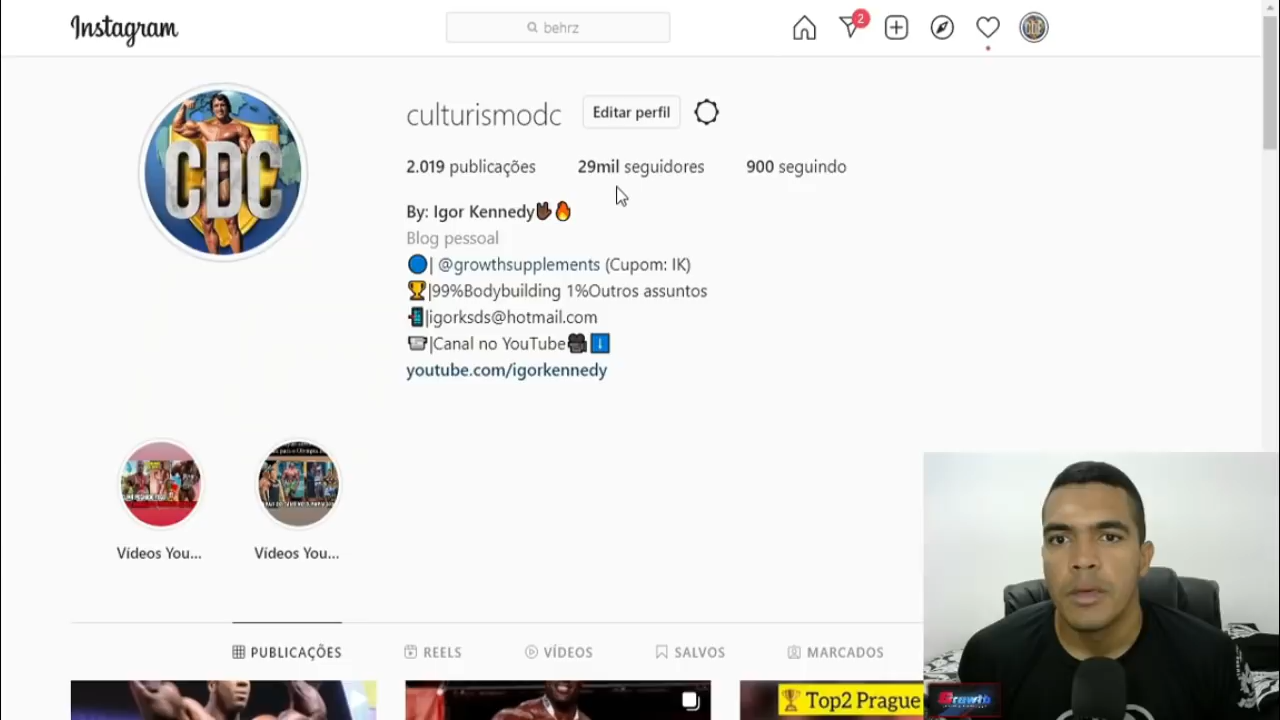 Instagram
behrz
2
CDC
culturismodc
Editar perfil
2.019 publicações 29mil seguidores 900 seguindo
By: Igor Kennedy
Blog pessoal
| @growthsupplements (Cupom: IK)
|99%Bodybuilding 1%Outros assuntos
|igorksds@hotmail.com
|Canal no YouTube
youtube.com/igorkennedy
Vídeos You... Vídeos You...
PUBLICAÇÕES REELS VÍDEOS SALVOS MARCADOS
Top2 Prague
Growth